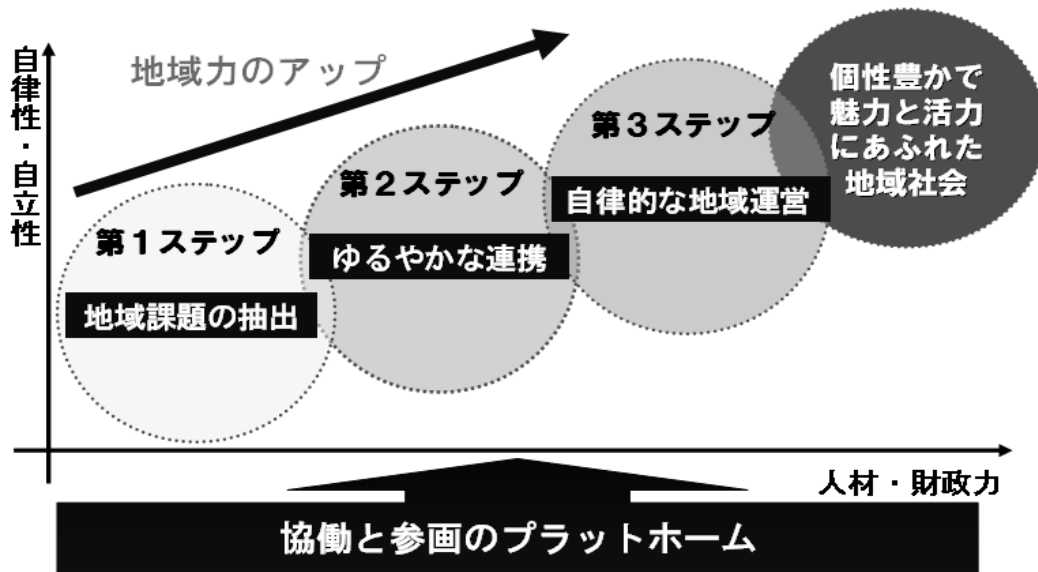 自律性・自立性
地域力のアップ
第1ステップ
地域課題の抽出
第2ステップ
ゆるやかな連携
第3ステップ
自律的な地域運営
個性豊かで
魅力と活力
にあふれた
地域社会
人材・財政力
協働と参画のプラットホーム